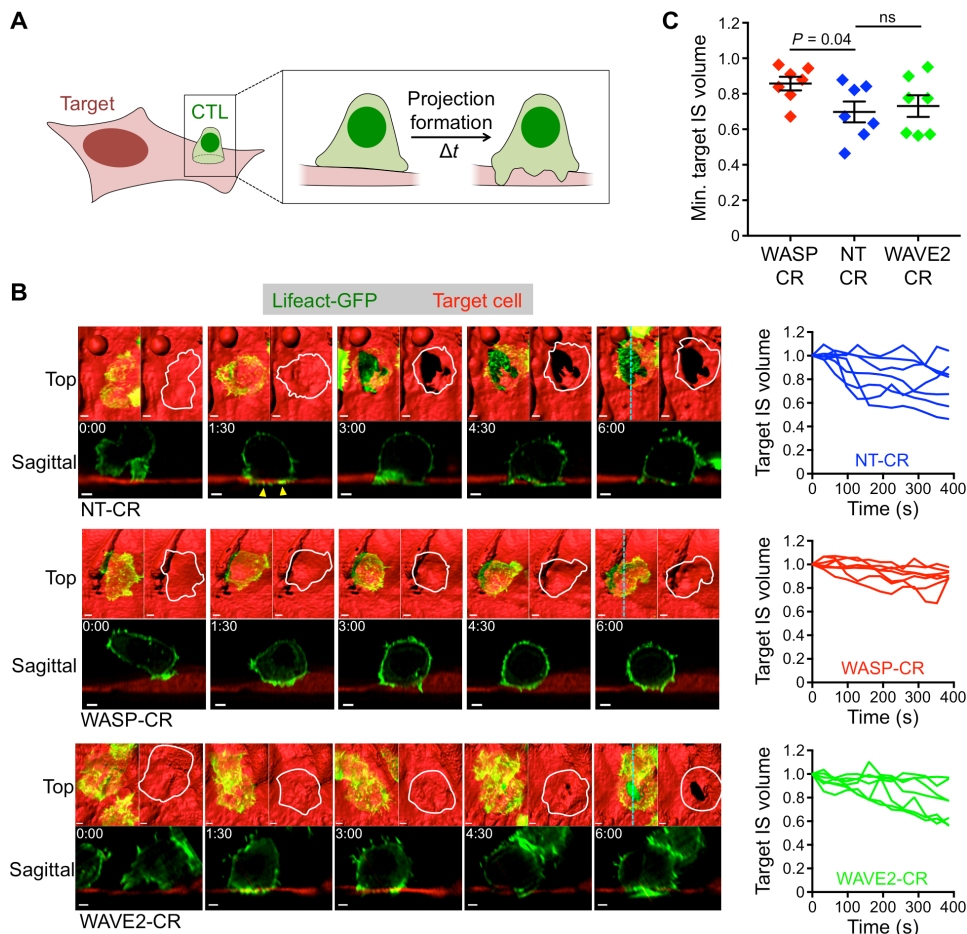 A
Target
CTL
Projection
formation
Δt
C
Min. target IS volume
1.2
1.0
0.8
0.6
0.4
0.2
0
P = 0.04
ns
WASP
CR
NT
CR
WAVE2
CR
B
Lifeact-GFP
Target cell
Top
Sagittal
0:00
1:30
3:00
4:30
6:00
NT-CR
Target IS volume
1.2
1.0
0.8
0.6
0.4
0.2
0
NT-CR
0 100 200 300 400
Time (s)
Top
Sagittal
0:00
1:30
3:00
4:30
6:00
WASP-CR
Target IS volume
1.2
1.0
0.8
0.6
0.4
0.2
0
WASP-CR
0 100 200 300 400
Time (s)
Top
Sagittal
0:00
1:30
3:00
4:30
6:00
WAVE2-CR
Target IS volume
1.2
1.0
0.8
0.6
0.4
0.2
0
WAVE2-CR
0 100 200 300 400
Time (s)